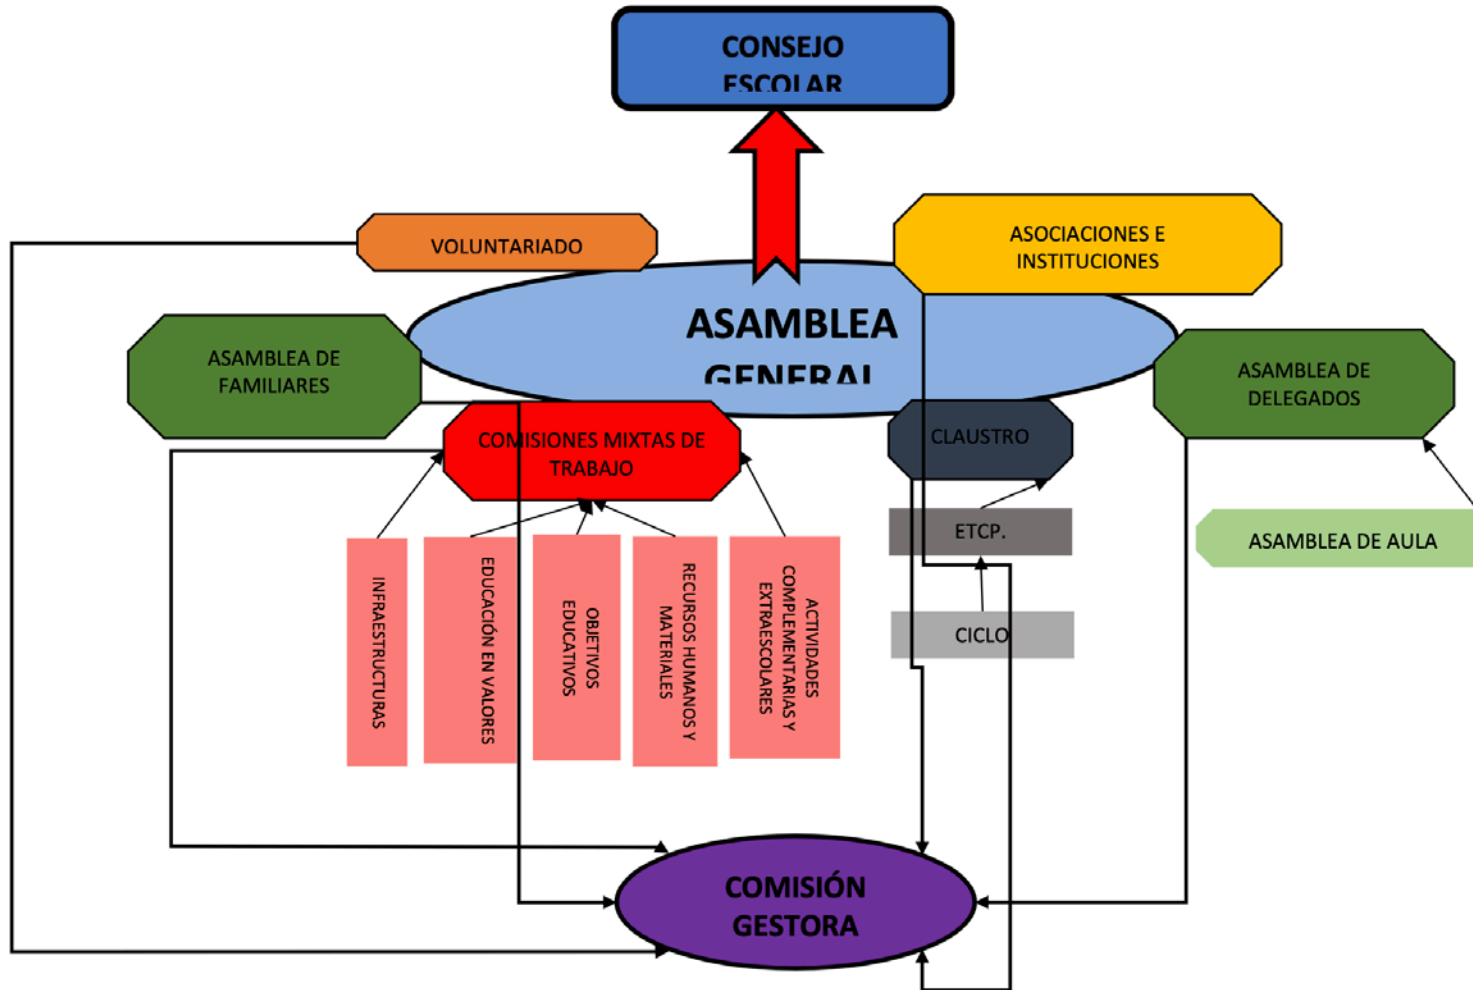 CONSEJO
ESCOLAR
VOLUNTARIADO
ASOCIACIONES E
INSTITUCIONES
ASAMBLEA
GENERAL
ASAMBLEA DE
FAMILIARES
ASAMBLEA DE
DELEGADOS
COMISIONES MIXTAS DE
TRABAJO
CLAUSTRO
ETCP.
ASAMBLEA DE AULA
CICLO
INFRAESTRUCTURAS
EDUCACIÓN EN VALORES
OBJETIVOS
EDUCATIVOS
RECURSOS HUMANOS Y
MATERIALES
ACTIVIDADES
COMPLEMENTARIAS Y
EXTRAESCOLARES
COMISIÓN
GESTORA